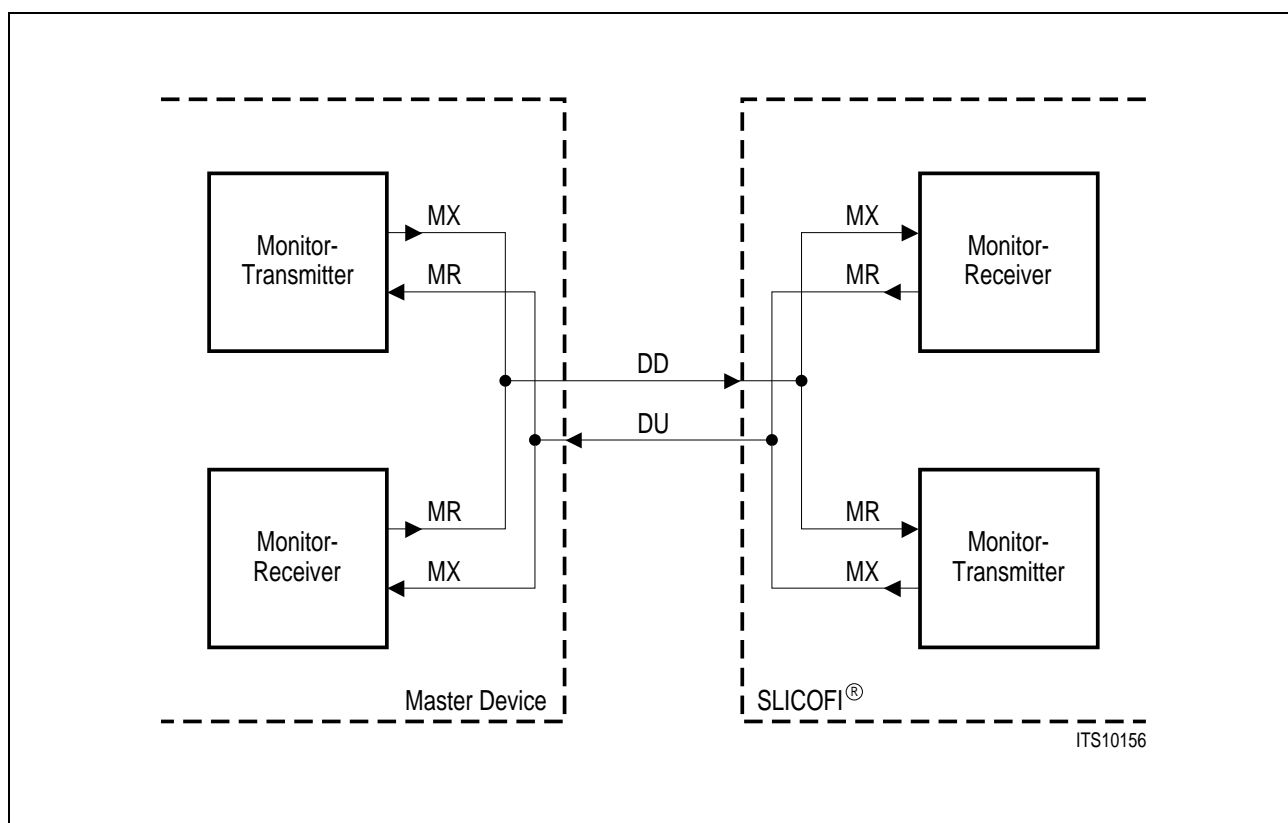 MX
Monitor-
Transmitter
MR
MX
Monitor-
Receiver
MR
DD
DU
MR
Monitor-
Receiver
MX
MR
Monitor-
Transmitter
MX
Master Device
SLICOFI®
ITS10156